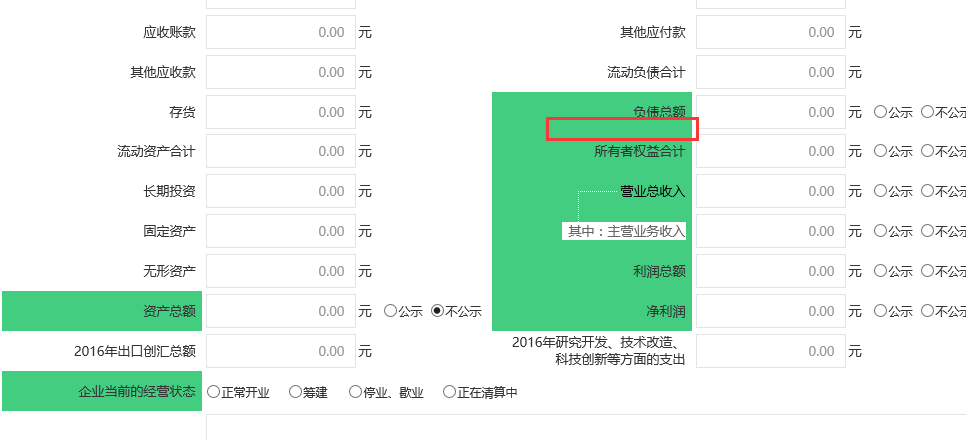 应收账款 0.00 元 其他应付款 0.00 元
其他应收款 0.00 元 流动负债合计 0.00 元
存货 0.00 元 负债总额 0.00 元 公示 不公示
流动资产合计 0.00 元 所有者权益合计 0.00 元 公示 不公示
长期投资 0.00 元 营业总收入 0.00 元 公示 不公示
固定资产 0.00 元 其中：主营业务收入 0.00 元 公示 不公示
无形资产 0.00 元 利润总额 0.00 元 公示 不公示
资产总额 0.00 元 公示 不公示 净利润 0.00 元 公示 不公示
2016年出口创汇总额 0.00 元 2016年研究开发、技术改造、
科技创新等方面的支出 0.00 元
企业当前的经营状态 正常开业 筹建 停业、歇业 正在清算中